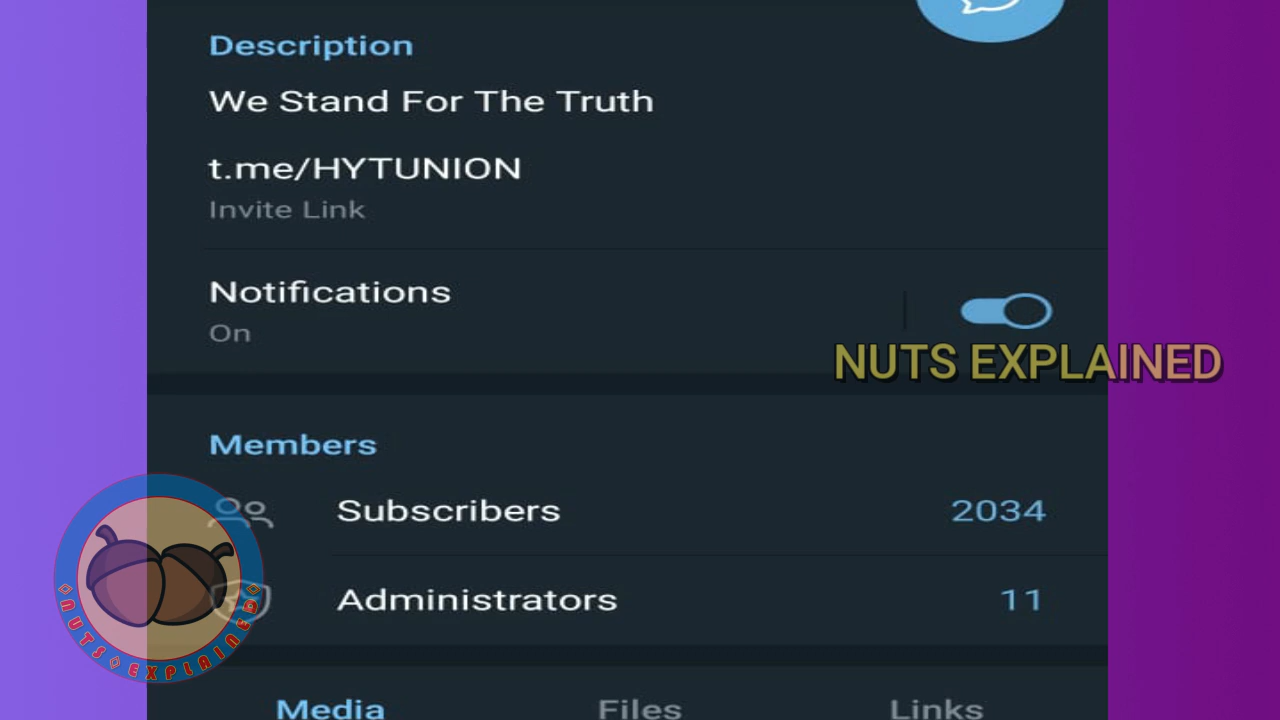 Description
We Stand For The Truth
t.me/HYTUNION
Invite Link
Notifications
On
NUTS EXPLAINED
Members
Subscribers 2034
Administrators 11
NUTS EXPLAINED
Media Files Links